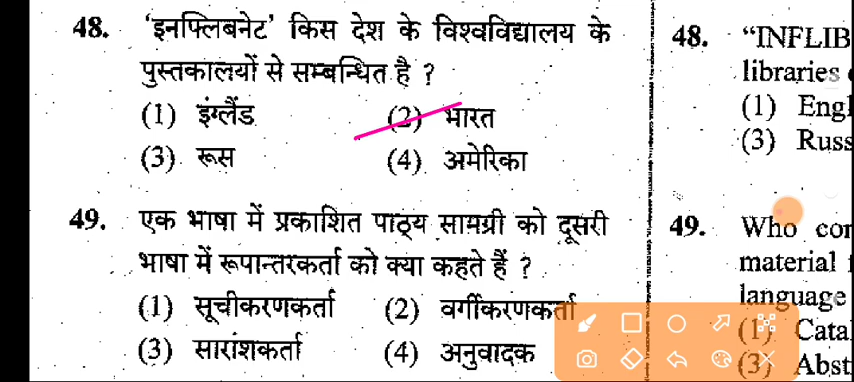 48. 'इनफ्लिबनेट' किस देश के विश्वविद्यालय के
पुस्तकालयों से सम्बन्धित है ?
(1) इंग्लैंड (2) भारत
(3) रूस (4) अमेरिका
49. एक भाषा में प्रकाशित पाठ्य सामग्री को दूसरी
भाषा में रूपान्तरकर्ता को क्या कहते हैं ?
(1) सूचीकरणकर्ता (2) वर्गीकरणकर्ता
(3) सारांशकर्ता (4) अनुवादक
48. "INFLIB
libraries
(1) Engl
(3) Russ
49. Who con
material
language
(1) Cata
(3) Abst